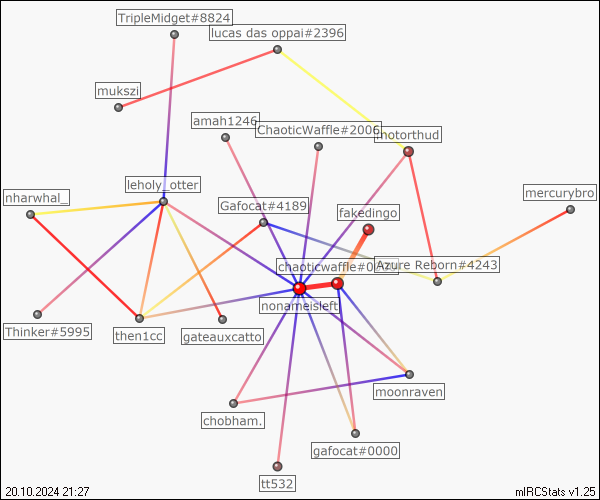 TripleMidget#8824
lucas das oppai#2396
mukszi
amah1246
ChaoticWaffle#2006
motorthud
leholy_otter
nharwhal_
Gafocat#4189
mercurybro
fakedingo
chaoticwaffle#0
Azure Reborn#4243
nonameisleft
Thinker#5995
then1cc
gateauxcatto
moonraven
chobham.
gafocat#0000
tt532
20.10.2024 21:27
mIRCStats v1.25